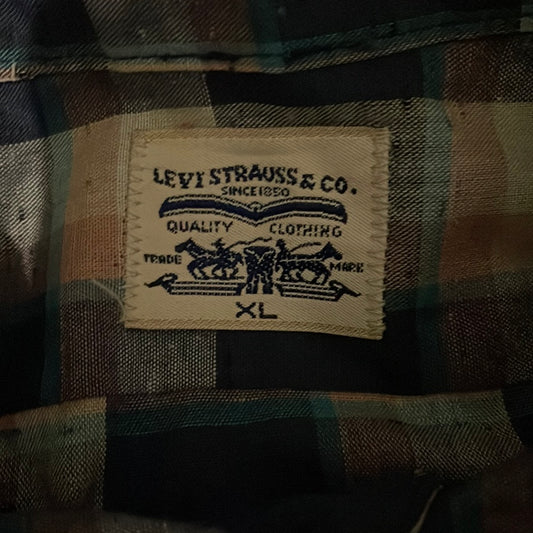 LEVI STRAUSS & CO.
SINCE 1850
QUALITY CLOTHING
TRADE MARK
XL